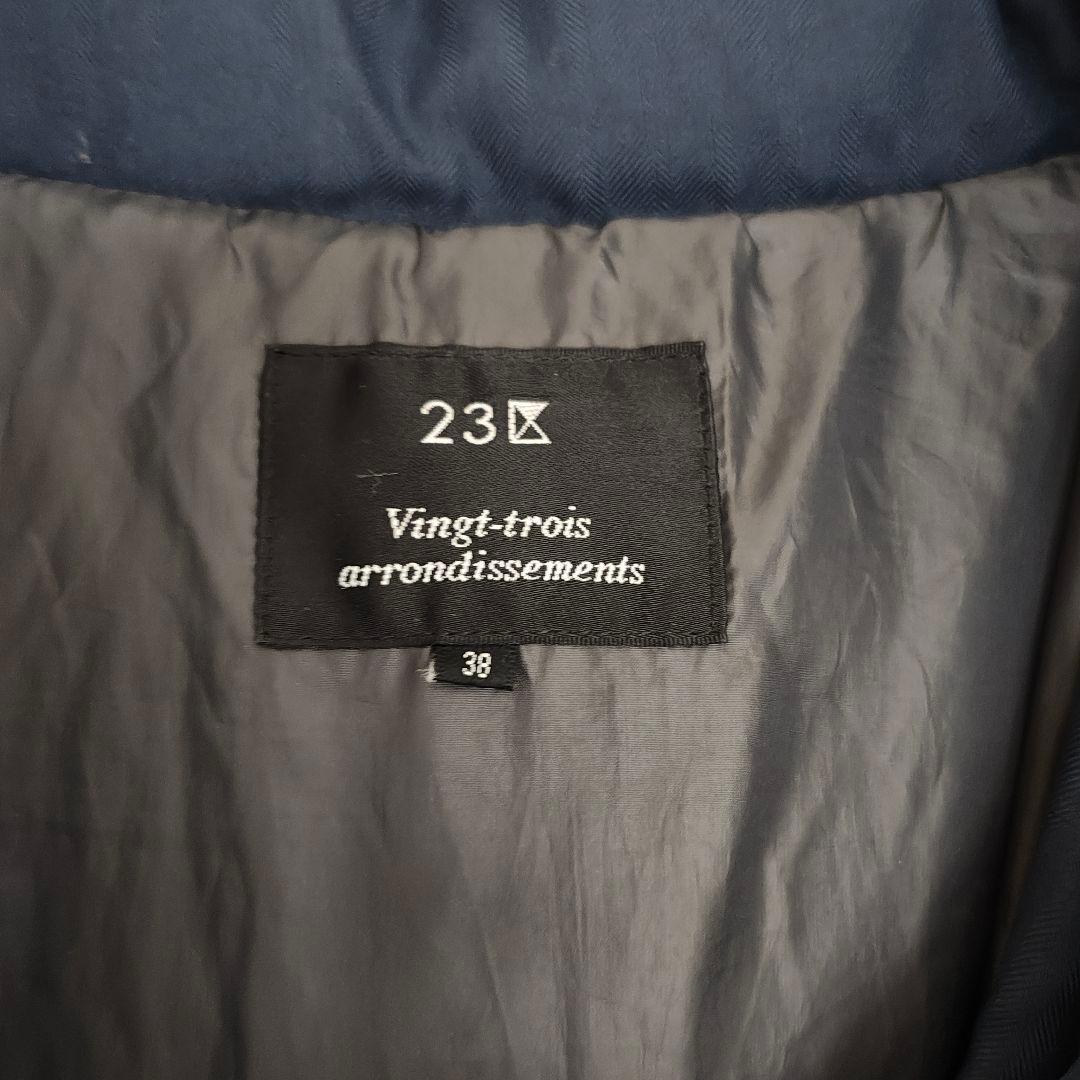 23区
Vingt-trois
arrondissements
38